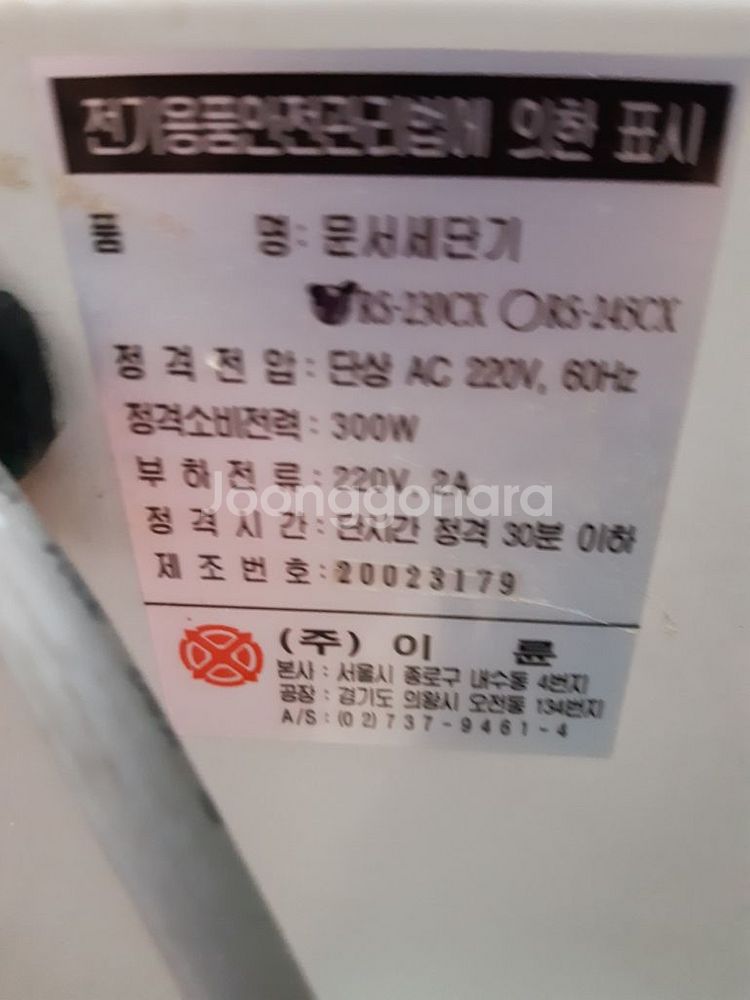 전기용품안전관리법에 의한 표시
품 명: 문서세단기
RS-230CX ○RS-245CX
정격전압: 단상 AC 220V, 60Hz
정격소비전력: 300W
부하전류: 220V 2A
Joonggonara
정격시간: 단시간 정격 30분 이하
제조번호: 20023179
(주) 이륜
본사: 서울시 종로구 내수동 4번지
공장: 경기도 의왕시 오전동 134번지
A/S: (02)737-9461-4